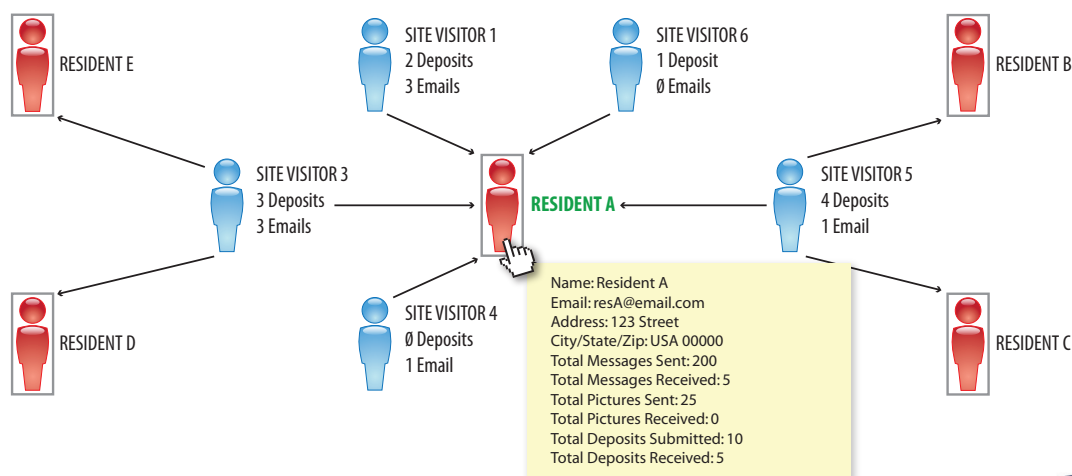 RESIDENT E
SITE VISITOR 1
2 Deposits
3 Emails
SITE VISITOR 6
1 Deposit
Ø Emails
RESIDENT B
SITE VISITOR 3
3 Deposits
3 Emails
RESIDENT A
SITE VISITOR 5
4 Deposits
1 Email
RESIDENT D
SITE VISITOR 4
Ø Deposits
1 Email
Name: Resident A
Email: resA@email.com
Address: 123 Street
City/State/Zip: USA 00000
Total Messages Sent: 200
Total Messages Received: 5
Total Pictures Sent: 25
Total Pictures Received: 0
Total Deposits Submitted: 10
Total Deposits Received: 5
RESIDENT C